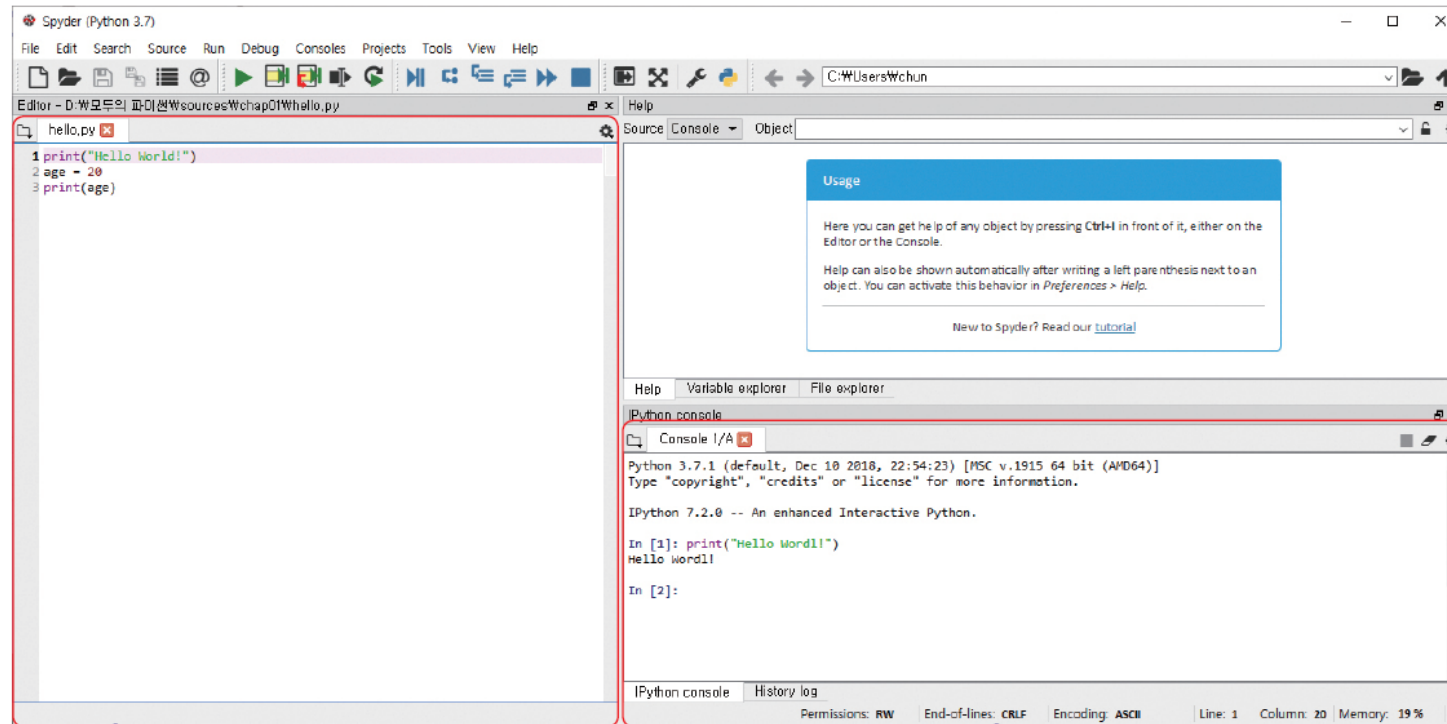 Spyder (Python 3.7)
File Edit Search Source Run Debug Consoles Projects Tools View Help
C:₩Users₩chun
Editor - D:₩모두의 파이썬₩sources₩chap01₩hello.py
hello.py
1 print("Hello World!")
2 age = 20
3 print(age)
Help
Source Console Object
Usage
Here you can get help of any object by pressing Ctrl+I in front of it, either on the
Editor or the Console.
Help can also be shown automatically after writing a left parenthesis next to an
object. You can activate this behavior in Preferences > Help.
New to Spyder? Read our tutorial
Help Variable explorer File explorer
IPython console
Console 1/A
Python 3.7.1 (default, Dec 10 2018, 22:54:23) [MSC v.1915 64 bit (AMD64)]
Type "copyright", "credits" or "license" for more information.
IPython 7.2.0 -- An enhanced Interactive Python.
In [1]: print("Hello Wordl!")
Hello Wordl!
In [2]:
IPython console History log
Permissions: RW End-of-lines: CRLF Encoding: ASCII Line: 1 Column: 20 Memory: 19 %